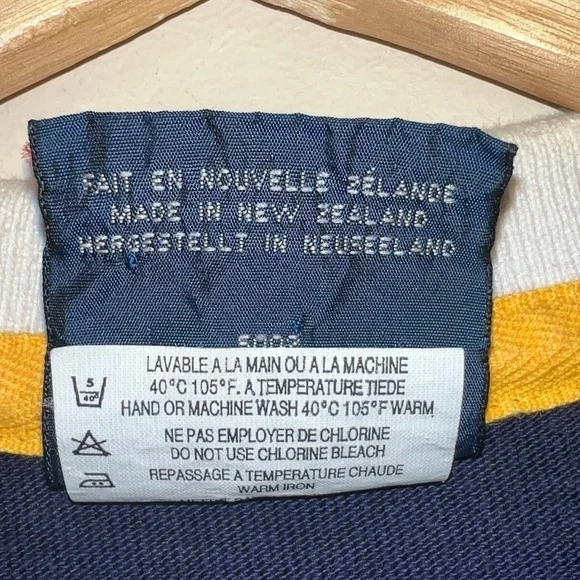 FAIT EN NOUVELLE ZÉLANDE
MADE IN NEW ZEALAND
HERGESTELLT IN NEUSEELAND
LAVABLE A LA MAIN OU A LA MACHINE
40°C 105°F. A TEMPERATURE TIEDE
HAND OR MACHINE WASH 40°C 105°F WARM
5
40°
NE PAS EMPLOYER DE CHLORINE
DO NOT USE CHLORINE BLEACH
REPASSAGE A TEMPERATURE CHAUDE
WARM IRON